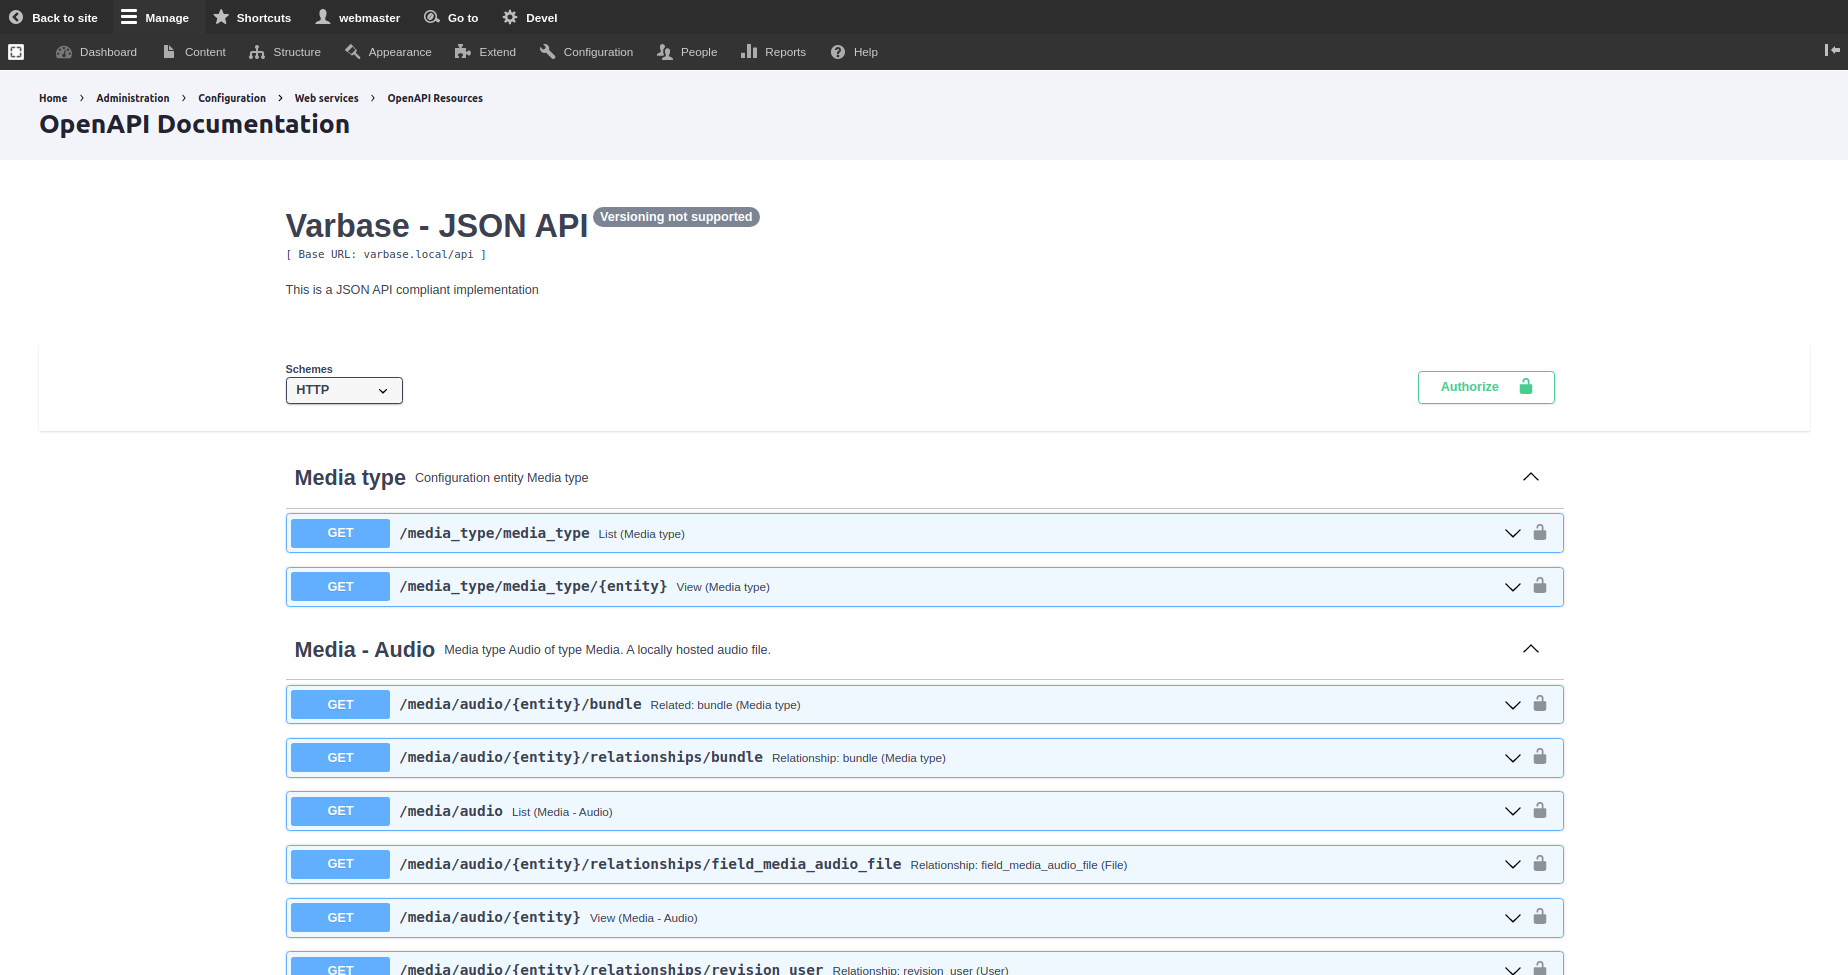 Back to site Manage Shortcuts webmaster Go to Devel
Dashboard Content Structure Appearance Extend Configuration People Reports Help
Home › Administration › Configuration › Web services › OpenAPI Resources
OpenAPI Documentation
Varbase - JSON API Versioning not supported
[ Base URL: varbase.local/api ]
This is a JSON API compliant implementation
Schemes
HTTP
Authorize
Media type Configuration entity Media type
GET /media_type/media_type List (Media type)
GET /media_type/media_type/{entity} View (Media type)
Media - Audio Media type Audio of type Media. A locally hosted audio file.
GET /media/audio/{entity}/bundle Related: bundle (Media type)
GET /media/audio/{entity}/relationships/bundle Relationship: bundle (Media type)
GET /media/audio List (Media - Audio)
GET /media/audio/{entity}/relationships/field_media_audio_file Relationship: field_media_audio_file (File)
GET /media/audio/{entity} View (Media - Audio)
GET /media/audio/{entity}/relationships/revision_user Relationship: revision_user (User)